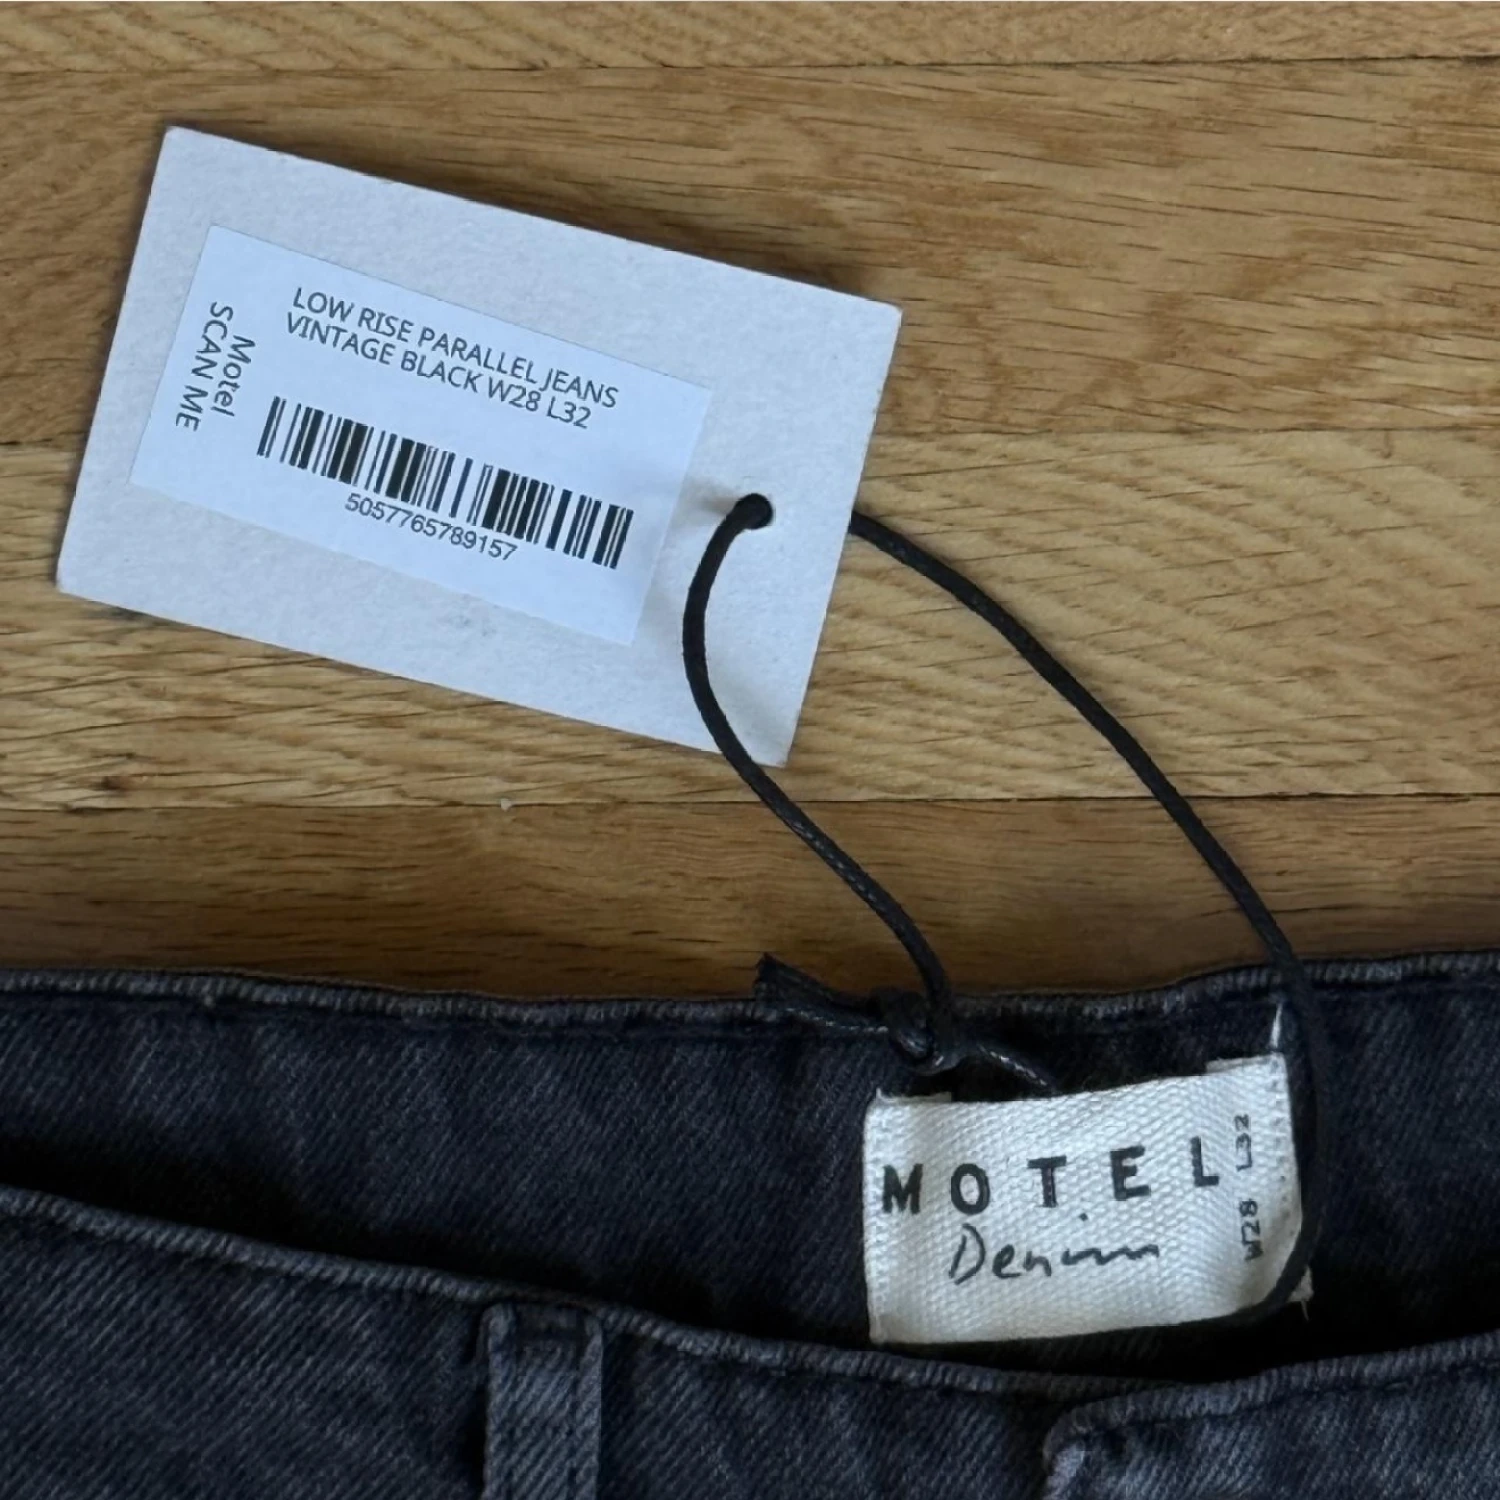 LOW RISE PARALLEL JEANS
VINTAGE BLACK W28 L32
Motel
SCAN ME
5057765789157
MOTEL
Denim
W28 L32